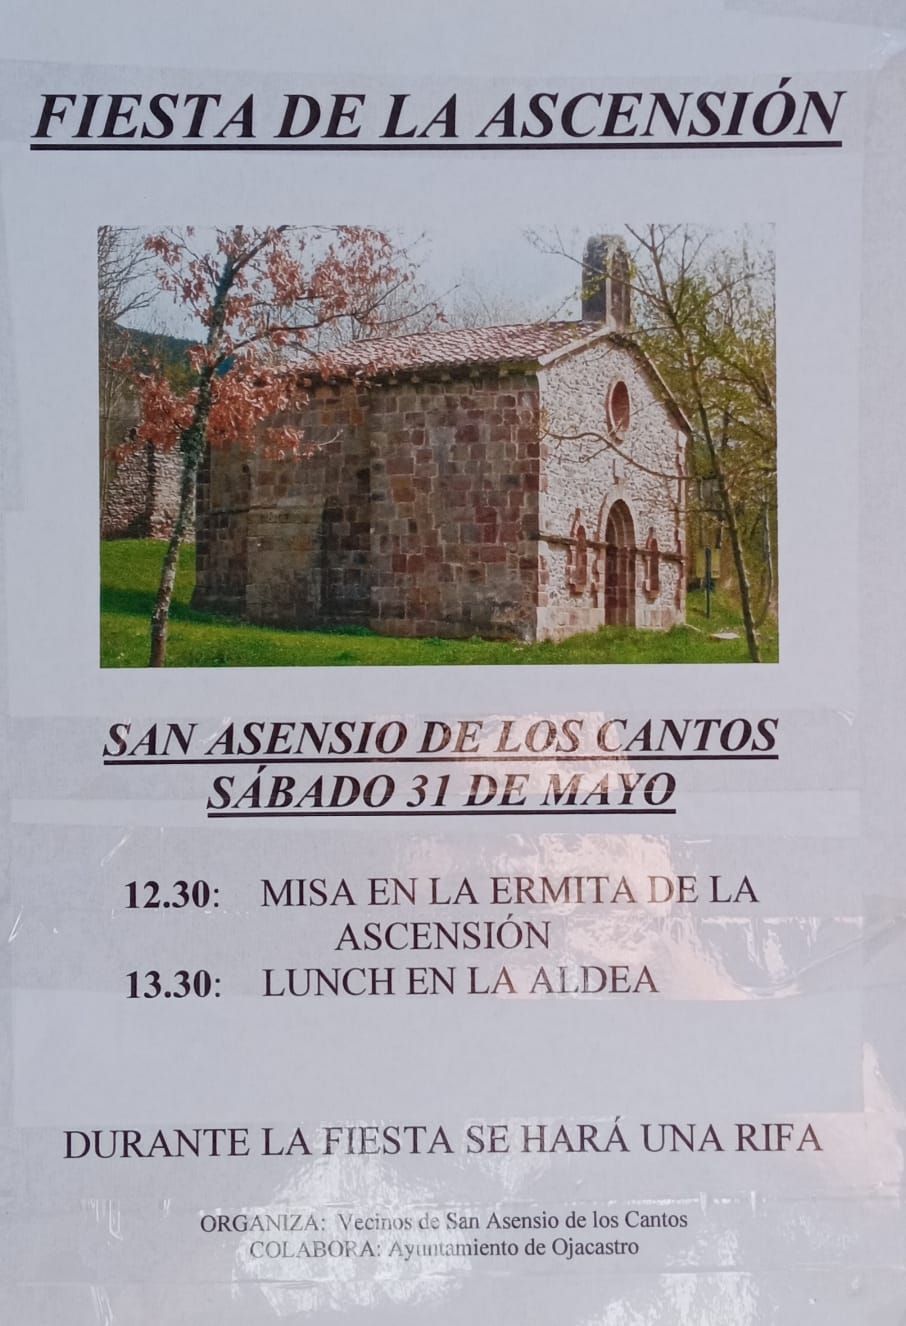 FIESTA DE LA ASCENSIÓN
SAN ASENSIO DE LOS CANTOS
SÁBADO 31 DE MAYO
12.30: MISA EN LA ERMITA DE LA
ASCENSIÓN
13.30: LUNCH EN LA ALDEA
DURANTE LA FIESTA SE HARÁ UNA RIFA
ORGANIZA: Vecinos de San Asensio de los Cantos
COLABORA: Ayuntamiento de Ojacastro